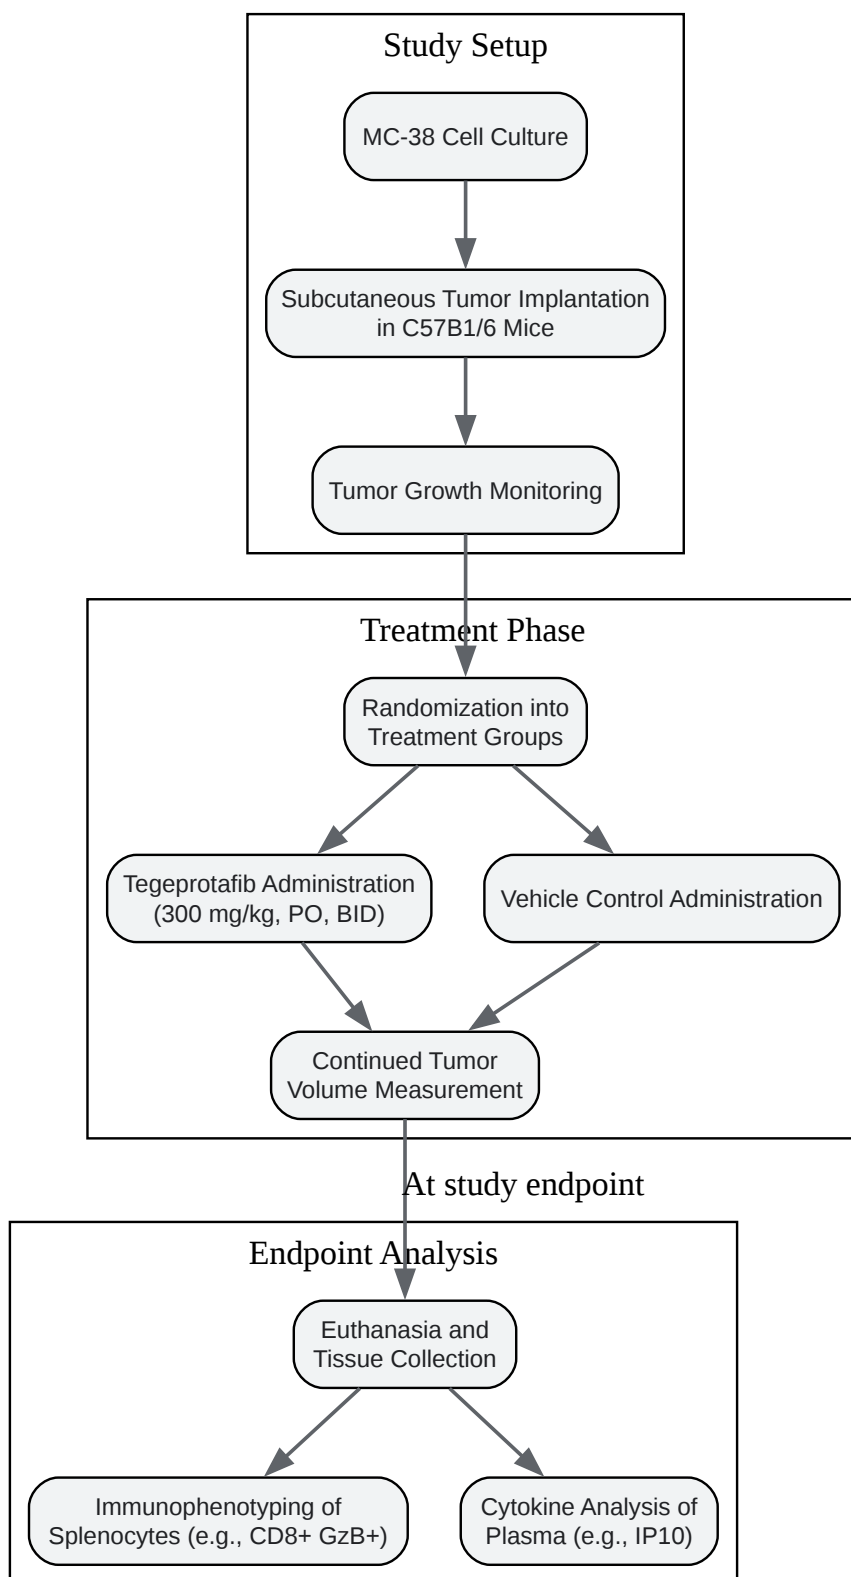 Study Setup
MC-38 Cell Culture
Subcutaneous Tumor Implantation
in C57B1/6 Mice
Tumor Growth Monitoring
Treatment Phase
Randomization into
Treatment Groups
Tegeprotafib Administration
(300 mg/kg, PO, BID)
Vehicle Control Administration
Continued Tumor
Volume Measurement
At study endpoint
Endpoint Analysis
Euthanasia and
Tissue Collection
Immunophenotyping of
Splenocytes (e.g., CD8+ GzB+)
Cytokine Analysis of
Plasma (e.g., IP10)